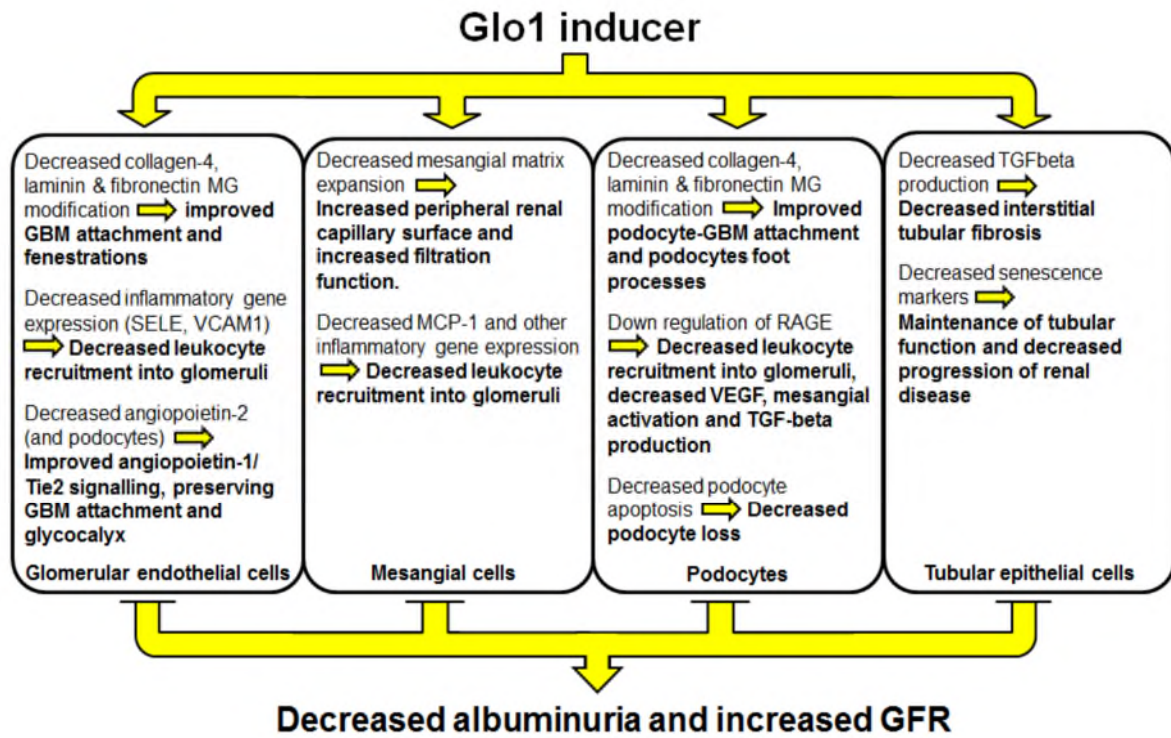 Glo1 inducer
Decreased collagen-4,
laminin & fibronectin MG
modification improved
GBM attachment and
fenestrations
Decreased inflammatory gene
expression (SELE, VCAM1)
Decreased leukocyte
recruitment into glomeruli
Decreased angiopoietin-2
(and podocytes)
Improved angiopoietin-1/
Tie2 signalling, preserving
GBM attachment and
glycocalyx
Glomerular endothelial cells
Decreased mesangial matrix
expansion
Increased peripheral renal
capillary surface and
increased filtration
function.
Decreased MCP-1 and other
inflammatory gene expression
Decreased leukocyte
recruitment into glomeruli
Mesangial cells
Decreased collagen-4,
laminin & fibronectin MG
modification Improved
podocyte-GBM attachment
and podocytes foot
processes
Down regulation of RAGE
Decreased leukocyte
recruitment into glomeruli,
decreased VEGF, mesangial
activation and TGF-beta
production
Decreased podocyte
apoptosis Decreased
podocyte loss
Podocytes
Decreased TGFbeta
production
Decreased interstitial
tubular fibrosis
Decreased senescence
markers
Maintenance of tubular
function and decreased
progression of renal
disease
Tubular epithelial cells
Decreased albuminuria and increased GFR